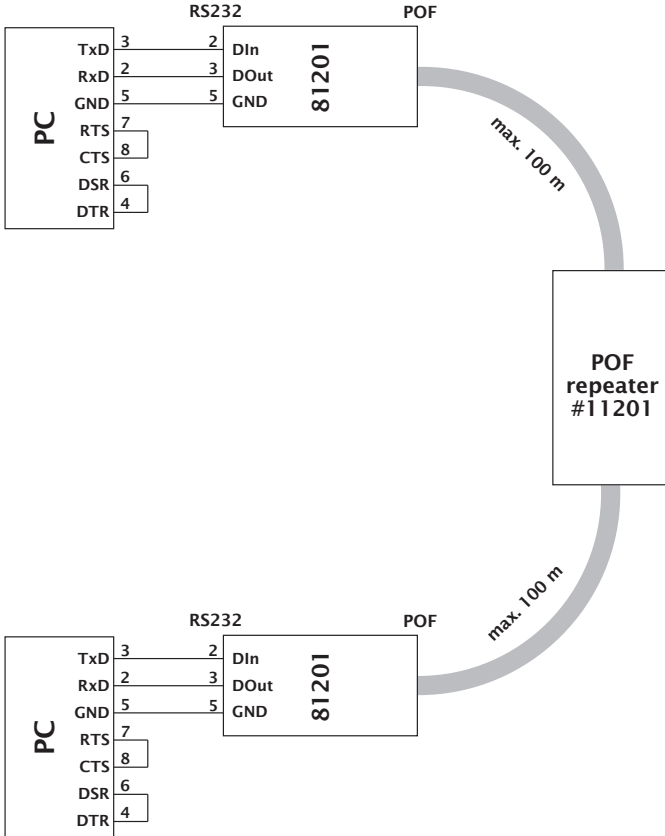 RS232 POF
TxD 3 2 DIn
RxD 2 3 DOut
GND 5 5 GND
RTS 7
CTS 8
DSR 6
DTR 4
PC
81201
max. 100 m
POF
repeater
#11201
max. 100 m
RS232 POF
TxD 3 2 DIn
RxD 2 3 DOut
GND 5 5 GND
RTS 7
CTS 8
DSR 6
DTR 4
PC
81201